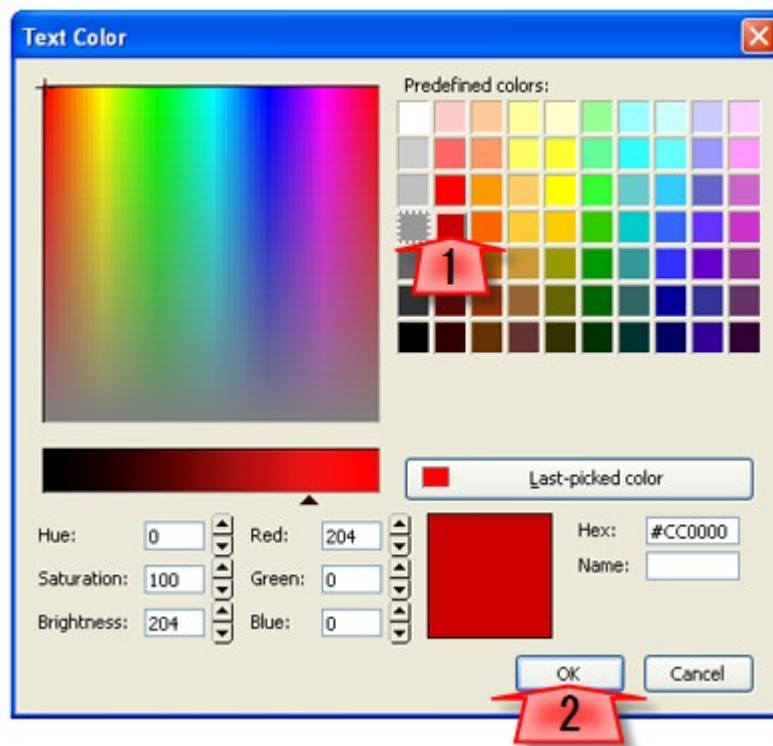 Text Color
Predefined colors:
1
Last-picked color
Hue: 0 Red: 204 Hex: #CC0000
Saturation: 100 Green: 0 Name:
Brightness: 204 Blue: 0
OK Cancel
2